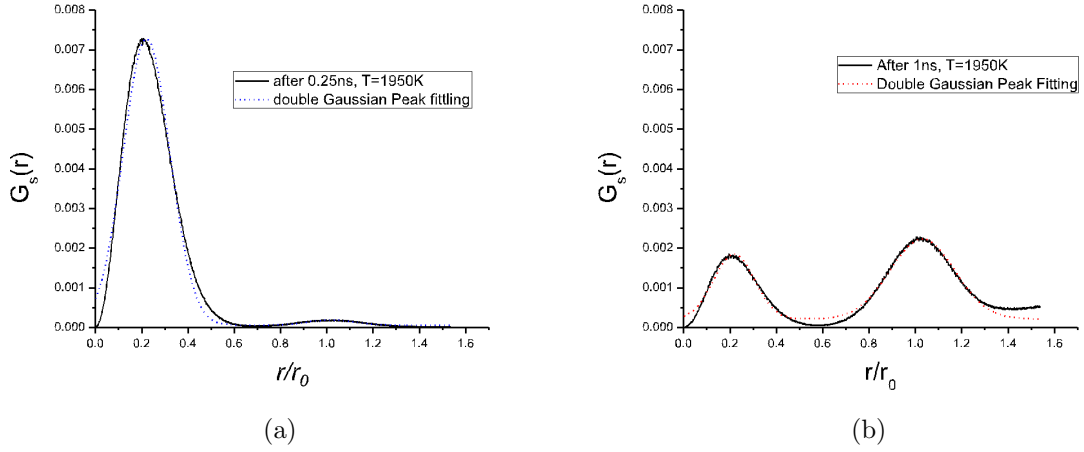 0.008
0.007
0.006
0.005
0.004
0.003
0.002
0.001
0.000
G_s(r)
after 0.25ns, T=1950K
double Gaussian Peak fittling
0.0 0.2 0.4 0.6 0.8 1.0 1.2 1.4 1.6
r/r_0
(a)
0.008
0.007
0.006
0.005
0.004
0.003
0.002
0.001
0.000
G_s(r)
After 1ns, T=1950K
Double Gaussian Peak Fitting
0.0 0.2 0.4 0.6 0.8 1.0 1.2 1.4 1.6
r/r_0
(b)